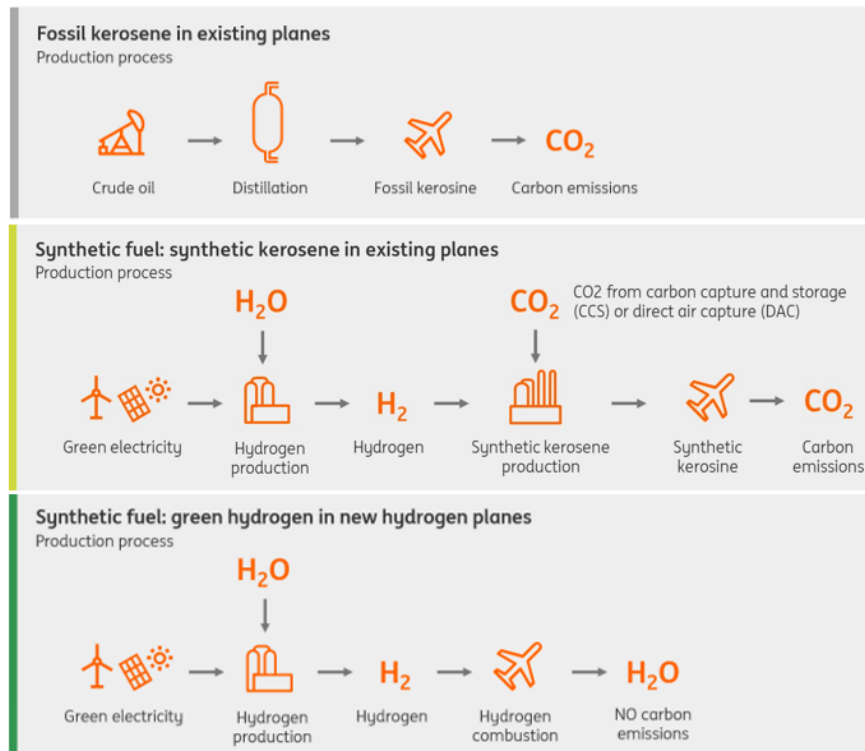 Fossil kerosene in existing planes
Production process
CO₂
Crude oil
Distillation
Fossil kerosine
Carbon emissions
Synthetic fuel: synthetic kerosene in existing planes
Production process
H₂O
CO₂
CO2 from carbon capture and storage
(CCS) or direct air capture (DAC)
H₂
CO₂
Green electricity
Hydrogen
production
Hydrogen
Synthetic kerosene
production
Synthetic
kerosine
Carbon
emissions
Synthetic fuel: green hydrogen in new hydrogen planes
Production process
H₂O
H₂
H₂O
Green electricity
Hydrogen
production
Hydrogen
Hydrogen
combustion
NO carbon
emissions